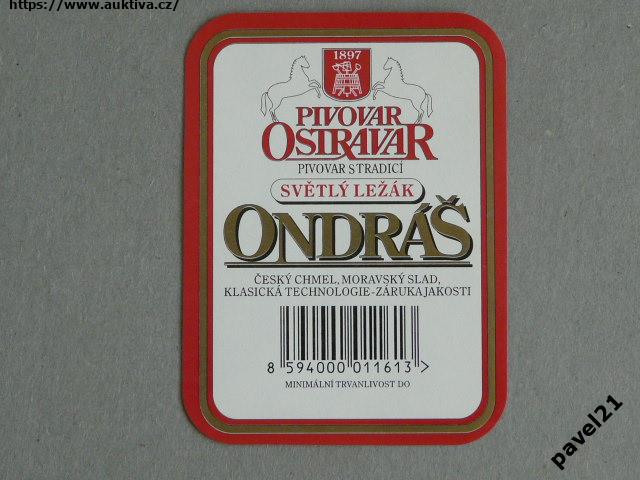 https://www.auktiva.cz/
1897
PIVOVAR
OSTRAVAR
PIVOVAR S TRADICÍ
SVĚTLÝ LEŽÁK
ONDRÁŠ
ČESKÝ CHMEL, MORAVSKÝ SLAD,
KLASICKÁ TECHNOLOGIE-ZÁRUKA JAKOSTI
8 594000 011613 >
MINIMÁLNÍ TRVANLIVOST DO
pavel21